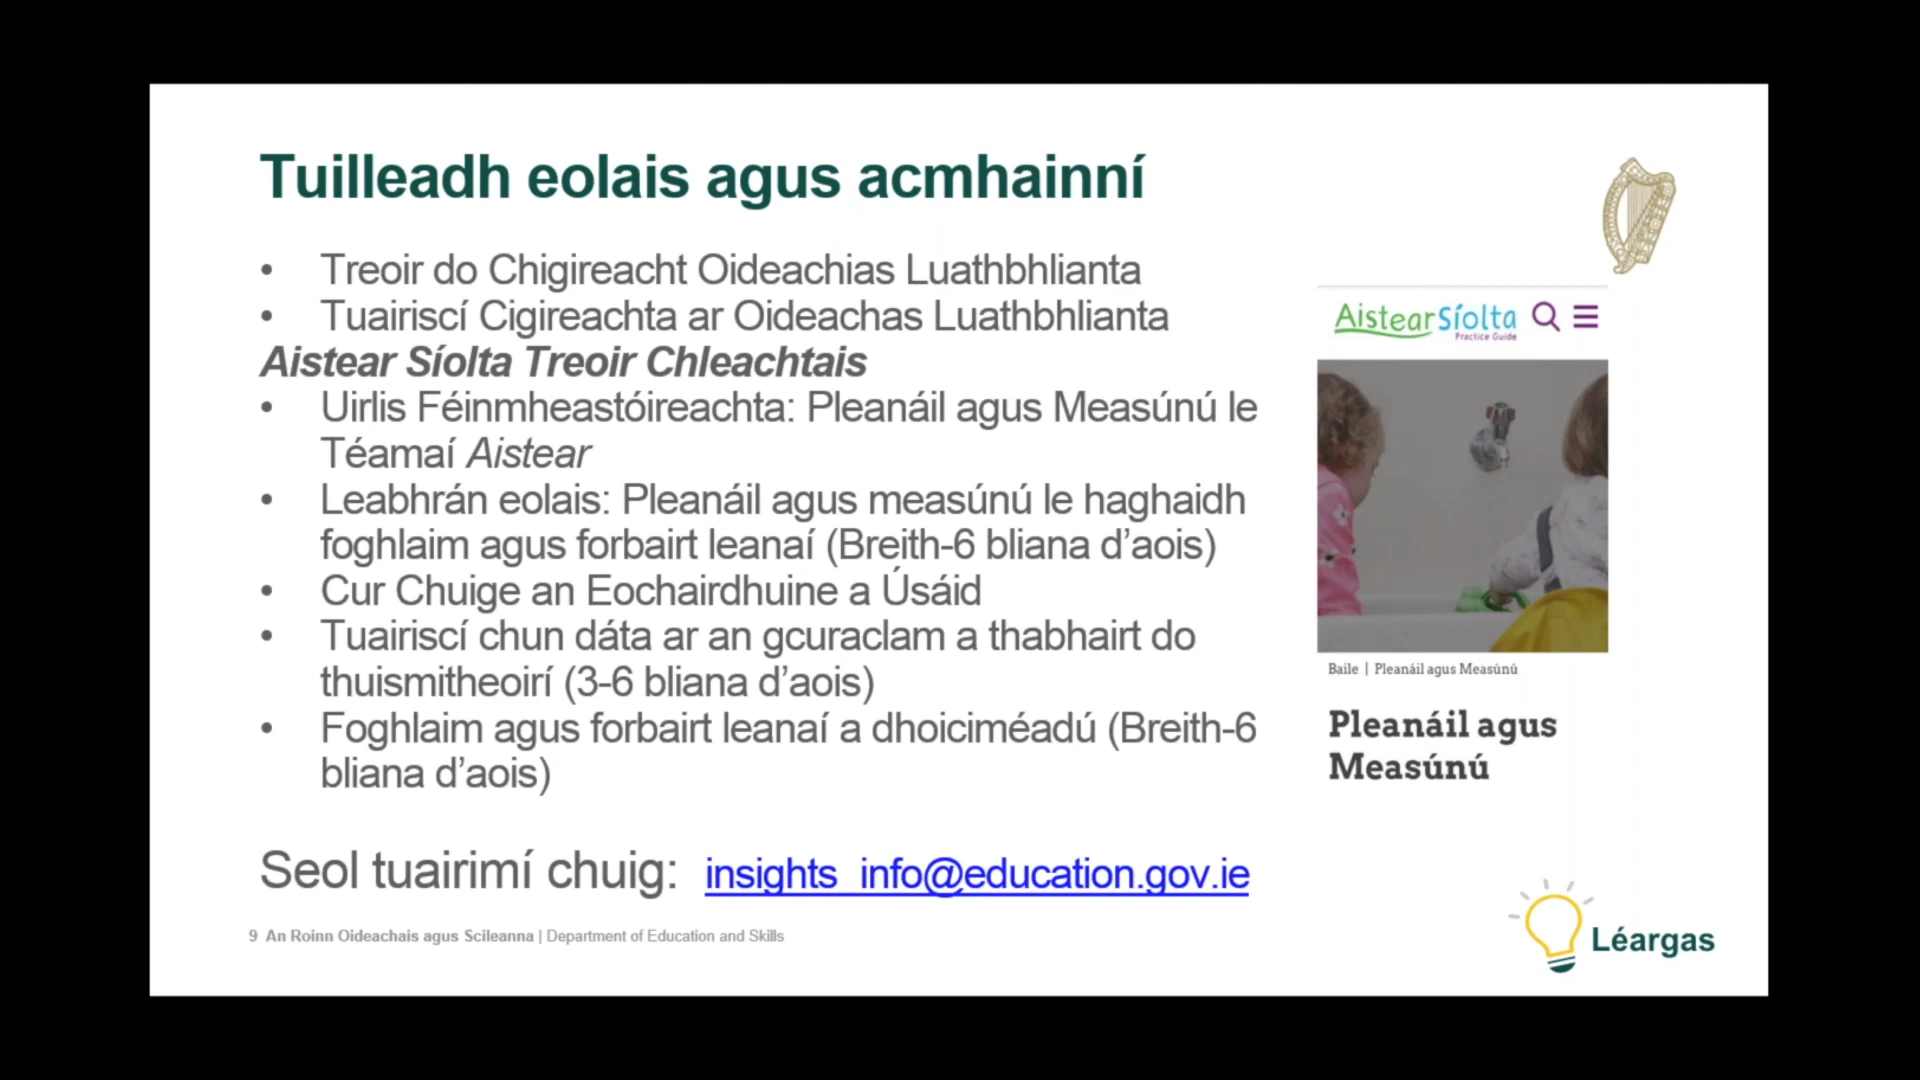 Tuilleadh eolais agus acmhainní
• Treoir do Chigireacht Oideachias Luathbhlianta
• Tuairiscí Cigireachta ar Oideachas Luathbhlianta
Aistear Síolta Treoir Chleachtais
• Uirlis Féinmheastóireachta: Pleanáil agus Measúnú le
Téamaí Aistear
• Leabhrán eolais: Pleanáil agus measúnú le haghaidh
foghlaim agus forbairt leanaí (Breith-6 bliana d’aois)
• Cur Chuige an Eochairdhuine a Úsáid
• Tuairiscí chun dáta ar an gcuraclam a thabhairt do
thuismitheoirí (3-6 bliana d’aois)
• Foghlaim agus forbairt leanaí a dhoiciméadú (Breith-6
bliana d’aois)
Seol tuairimí chuig: insights_info@education.gov.ie
9 An Roinn Oideachais agus Scileanna | Department of Education and Skills
AistearSíolta
Practice Guide
Baile | Pleanáil agus Measúnú
Pleanáil agus
Measúnú
Léargas